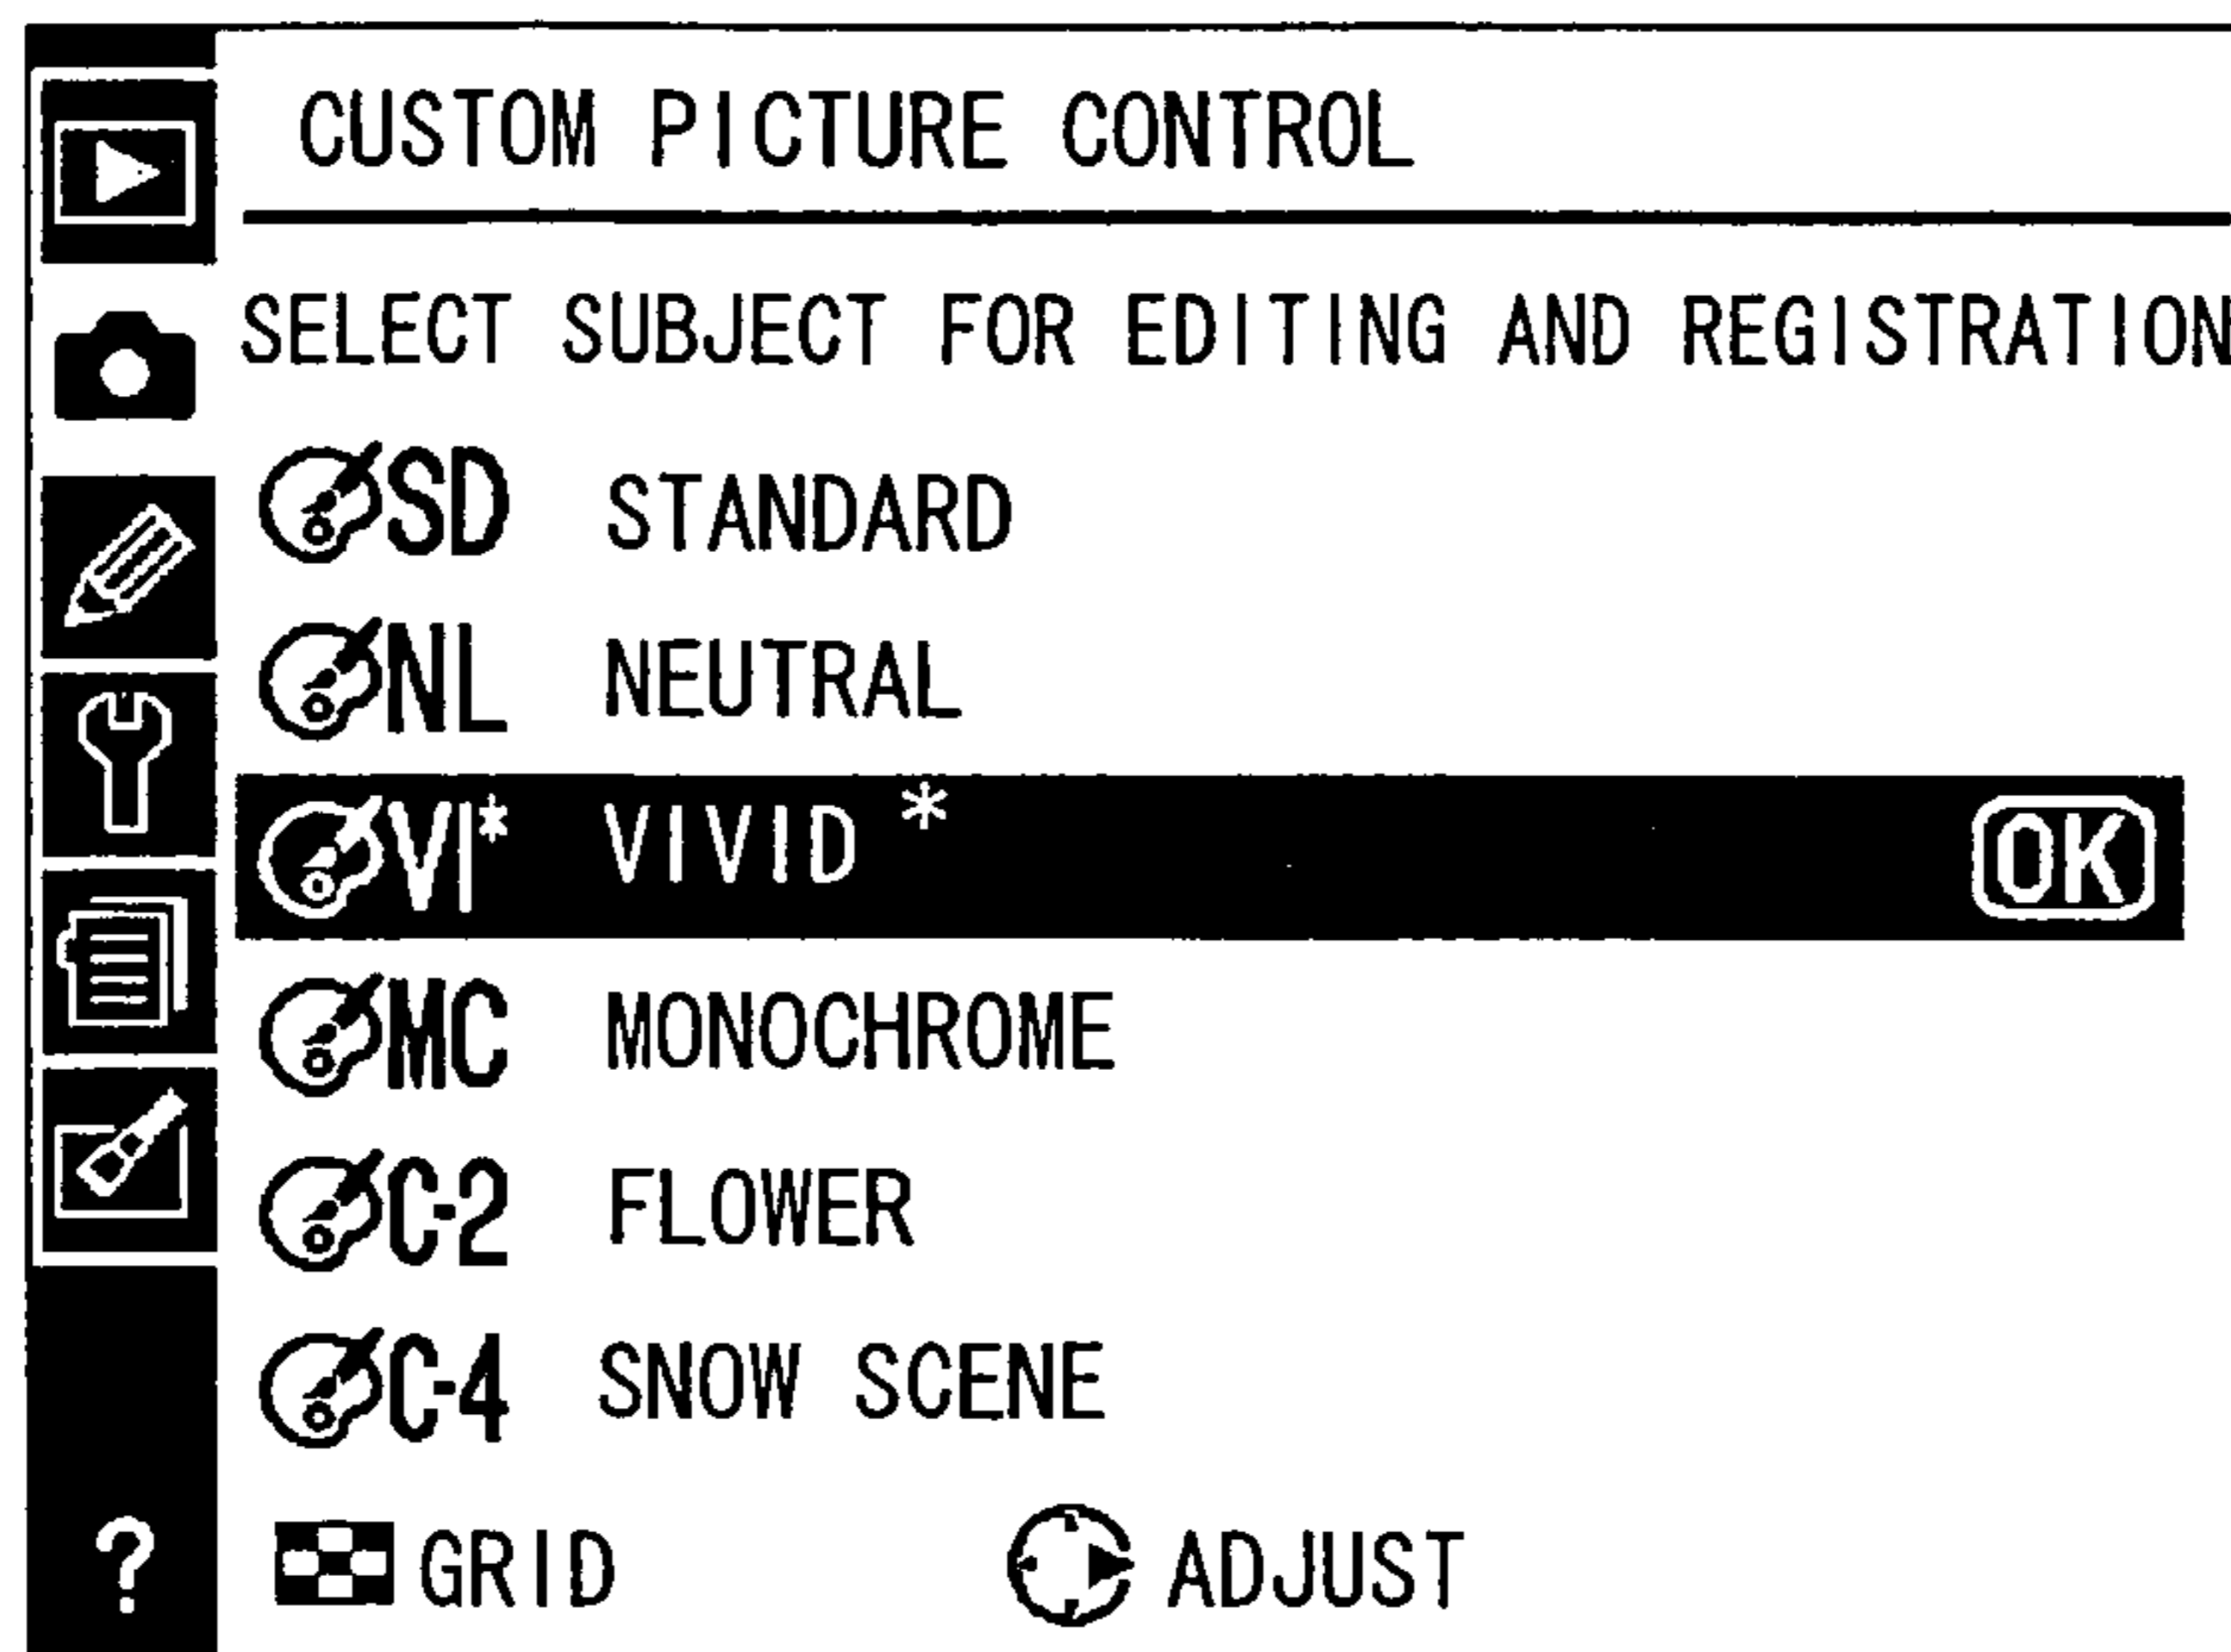 CUSTOM PICTURE CONTROL
SELECT SUBJECT FOR EDITING AND REGISTRATION
SD STANDARD
NL NEUTRAL
VI* VIVID * OK
MC MONOCHROME
C-2 FLOWER
C-4 SNOW SCENE
? GRID ADJUST